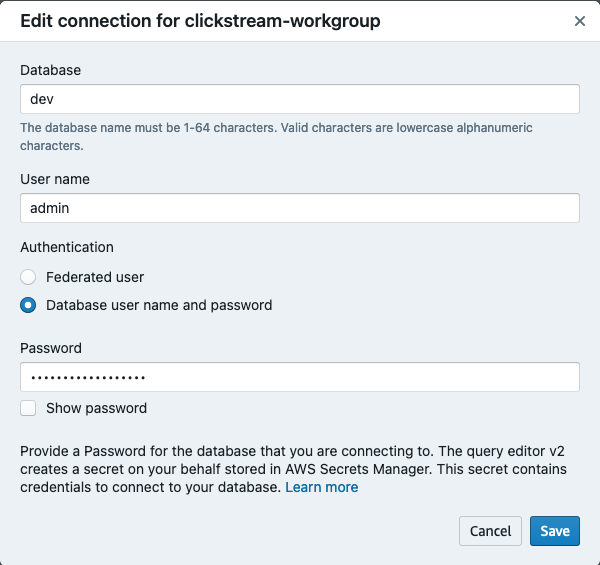 Edit connection for clickstream-workgroup
Database
dev
The database name must be 1-64 characters. Valid characters are lowercase alphanumeric
characters.
User name
admin
Authentication
Federated user
Database user name and password
Password
••••••••••••••••••
Show password
Provide a Password for the database that you are connecting to. The query editor v2
creates a secret on your behalf stored in AWS Secrets Manager. This secret contains
credentials to connect to your database. Learn more
Cancel Save